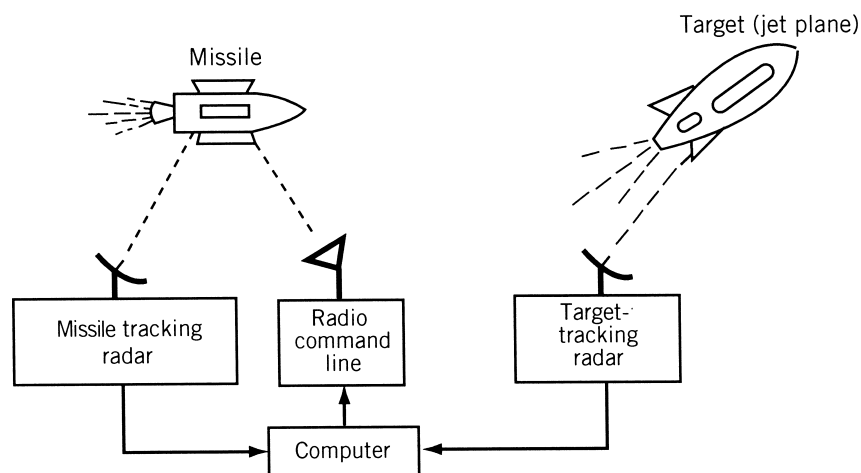 Missile
Target (jet plane)
Missile tracking
radar
Radio
command
line
Target-
tracking
radar
Computer